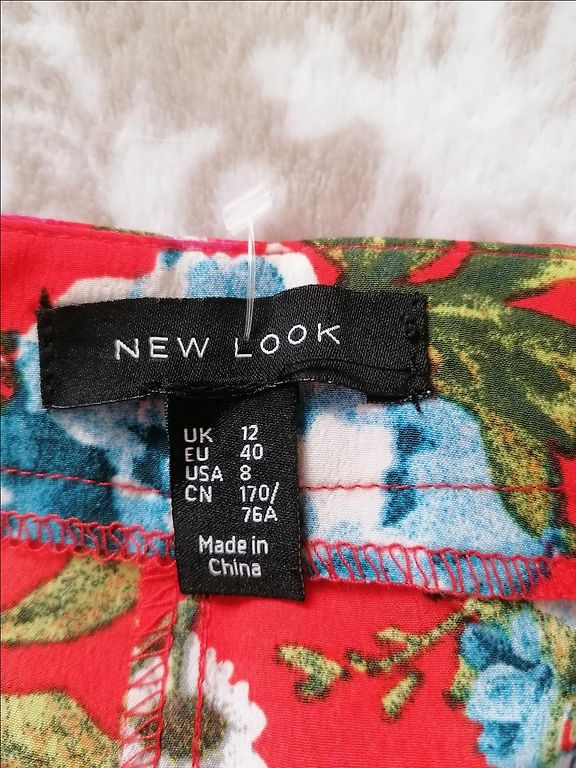 NEW LOOK
UK 12
EU 40
USA 8
CN 170/
76A
Made in
China